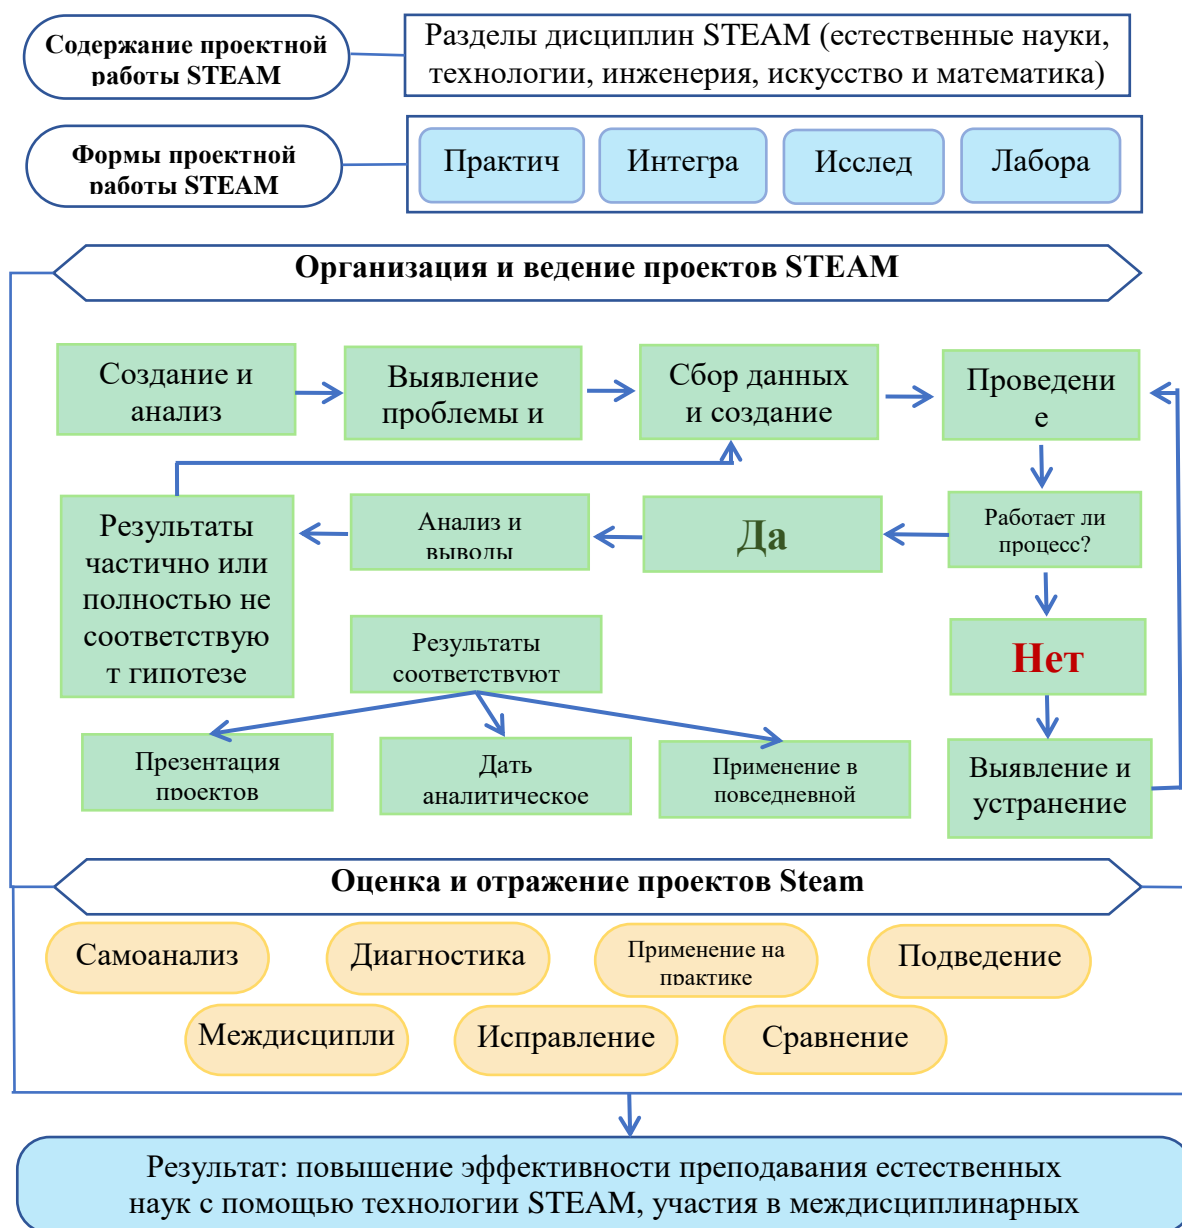 Содержание проектной
работы STEAM
Разделы дисциплин STEAM (естественные науки,
технологии, инженерия, искусство и математика)
Формы проектной
работы STEAM
Практич
Интегра
Исслед
Лабора
Организация и ведение проектов STEAM
Создание и
анализ
Выявление
проблемы и
Сбор данных
и создание
Проведени
е
Результаты
частично или
полностью не
соответствую
т гипотезе
Анализ и
выводы
Да
Работает ли
процесс?
Результаты
соответствуют
Нет
Презентация
проектов
Дать
аналитическое
Применение в
повседневной
Выявление и
устранение
Оценка и отражение проектов Steam
Самоанализ
Диагностика
Применение на
практике
Подведение
Междисципли
Исправление
Сравнение
Результат: повышение эффективности преподавания естественных
наук с помощью технологии STEAM, участия в междисциплинарных